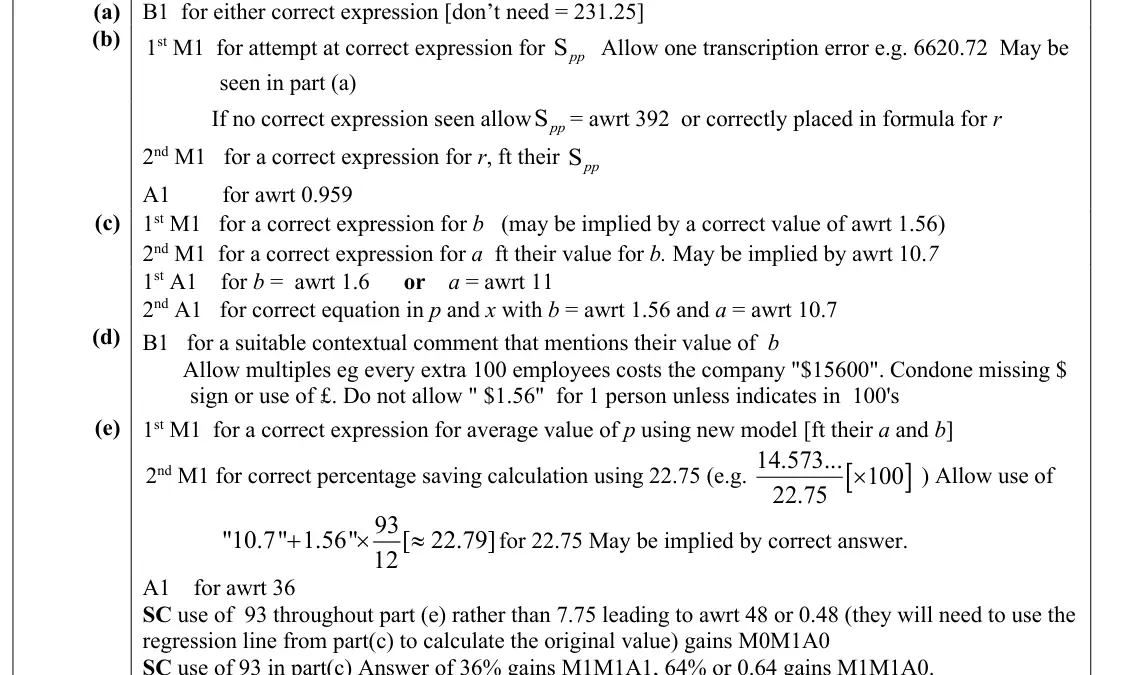 (a) B1 for either correct expression [don't need = 231.25]
(b) 1st M1 for attempt at correct expression for Spp Allow one transcription error e.g. 6620.72 May be
seen in part (a)
If no correct expression seen allow Spp = awrt 392 or correctly placed in formula for r
2nd M1 for a correct expression for r, ft their Spp
A1 for awrt 0.959
(c) 1st M1 for a correct expression for b (may be implied by a correct value of awrt 1.56)
2nd M1 for a correct expression for a ft their value for b. May be implied by awrt 10.7
1st A1 for b = awrt 1.6 or a = awrt 11
2nd A1 for correct equation in p and x with b = awrt 1.56 and a = awrt 10.7
(d) B1 for a suitable contextual comment that mentions their value of b
Allow multiples eg every extra 100 employees costs the company "$15600". Condone missing $
sign or use of £. Do not allow " $1.56" for 1 person unless indicates in 100's
(e) 1st M1 for a correct expression for average value of p using new model [ft their a and b]
2nd M1 for correct percentage saving calculation using 22.75 (e.g. 14.573.../22.75 [×100] ) Allow use of
"10.7"+1.56"× 93/12 [≈ 22.79] for 22.75 May be implied by correct answer.
A1 for awrt 36
SC use of 93 throughout part (e) rather than 7.75 leading to awrt 48 or 0.48 (they will need to use the
regression line from part(c) to calculate the original value) gains M0M1A0
SC use of 93 in part(c) Answer of 36% gains M1M1A1, 64% or 0.64 gains M1M1A0.